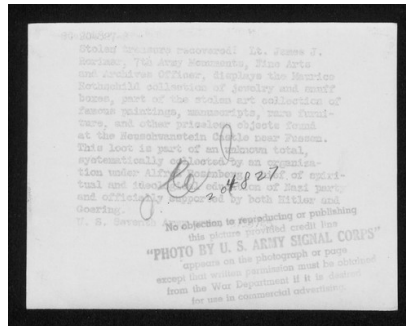 Stolen treasure recovered: Lt. James J.
Rorimer, 7th Army Monuments, Fine Arts
and Archives Officer, displays the Maurice
Rothschild collection of jewelry and snuff
boxes, part of the stolen art collection of
famous paintings, manuscripts, rare furni-
ture, and other priceless objects found
at the Neuschwanstein Castle near Fussen.
This loot is part of an unknown total,
systematically collected by an organiza-
tion under Alfred Rosenberg, of spiri-
tual and education of Nazi party
and officially supported by both Hitler and
Goering.
U. S. Seventh Army
204827
No objection to reproducing or publishing
this picture provided credit line
"PHOTO BY U. S. ARMY SIGNAL CORPS"
appears on the photograph or page
except that written permission must be obtained
from the War Department if it is desired
for use in commercial advertisement